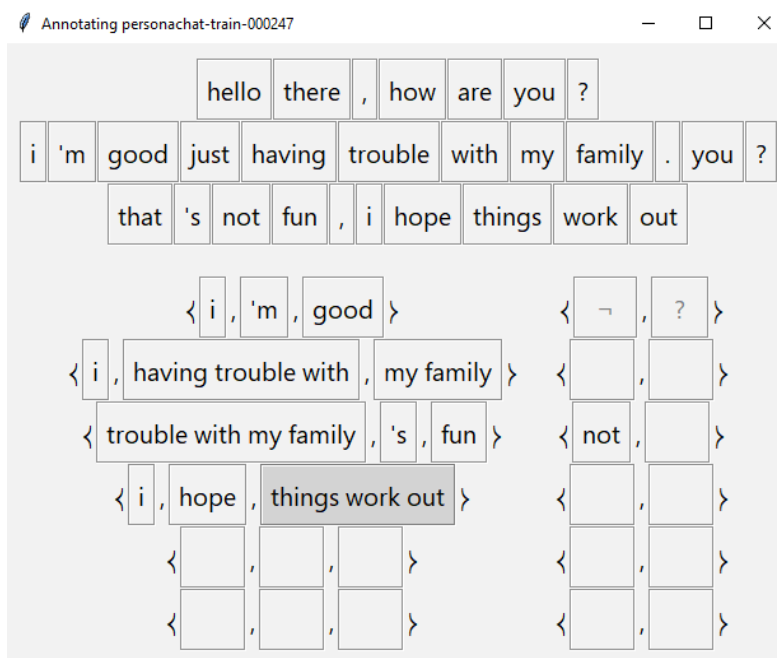 Annotating personachat-train-000247
hello there , how are you ?
i 'm good just having trouble with my family . you ?
that 's not fun , i hope things work out
⟨ i , 'm , good ⟩ ⟨ ¬ , ? ⟩
⟨ i , having trouble with , my family ⟩ ⟨ , ⟩
⟨ trouble with my family , 's , fun ⟩ ⟨ not , ⟩
⟨ i , hope , things work out ⟩ ⟨ , ⟩
⟨ , , ⟩ ⟨ , ⟩
⟨ , , ⟩ ⟨ , ⟩